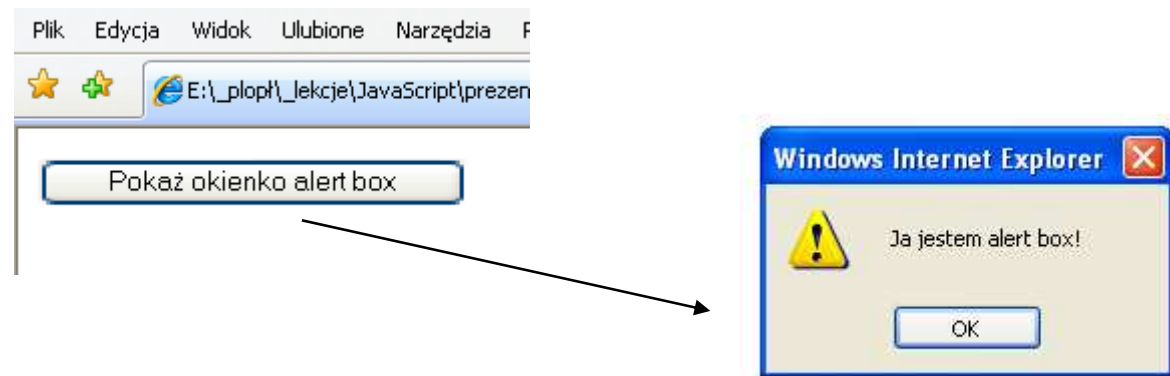 Plik Edycja Widok Ulubione Narzędzia
E:\_plopł\_lekcje\JavaScript\prezen
Pokaż okienko alert box
Windows Internet Explorer
Ja jestem alert box!
OK